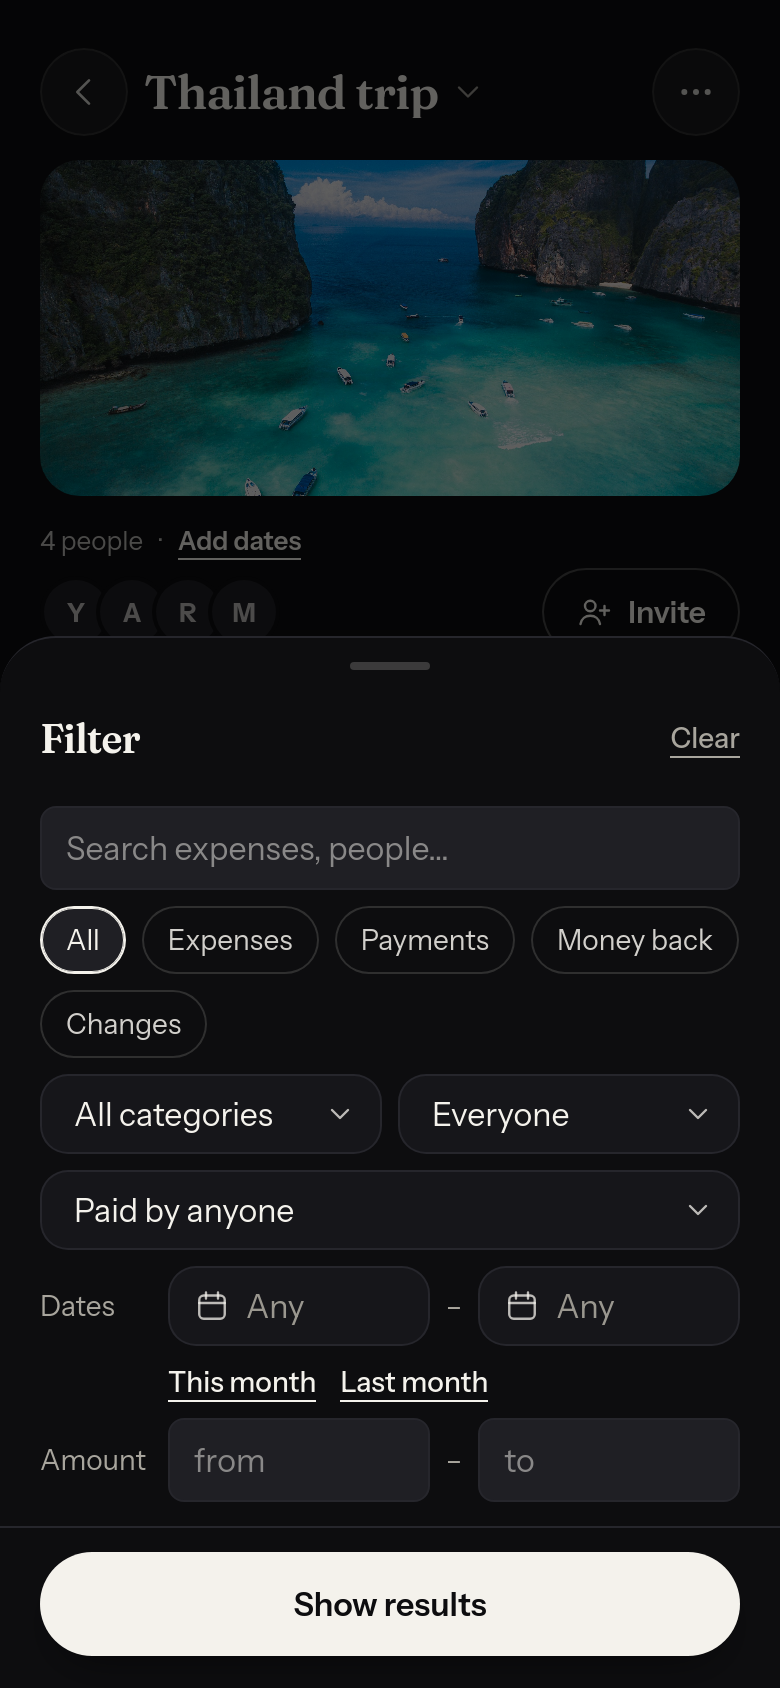 Thailand trip
4 people · Add dates
Y A R M
Invite
Filter
Clear
Search expenses, people...
All Expenses Payments Money back
Changes
All categories Everyone
Paid by anyone
Dates Any – Any
This month Last month
Amount from – to
Show results